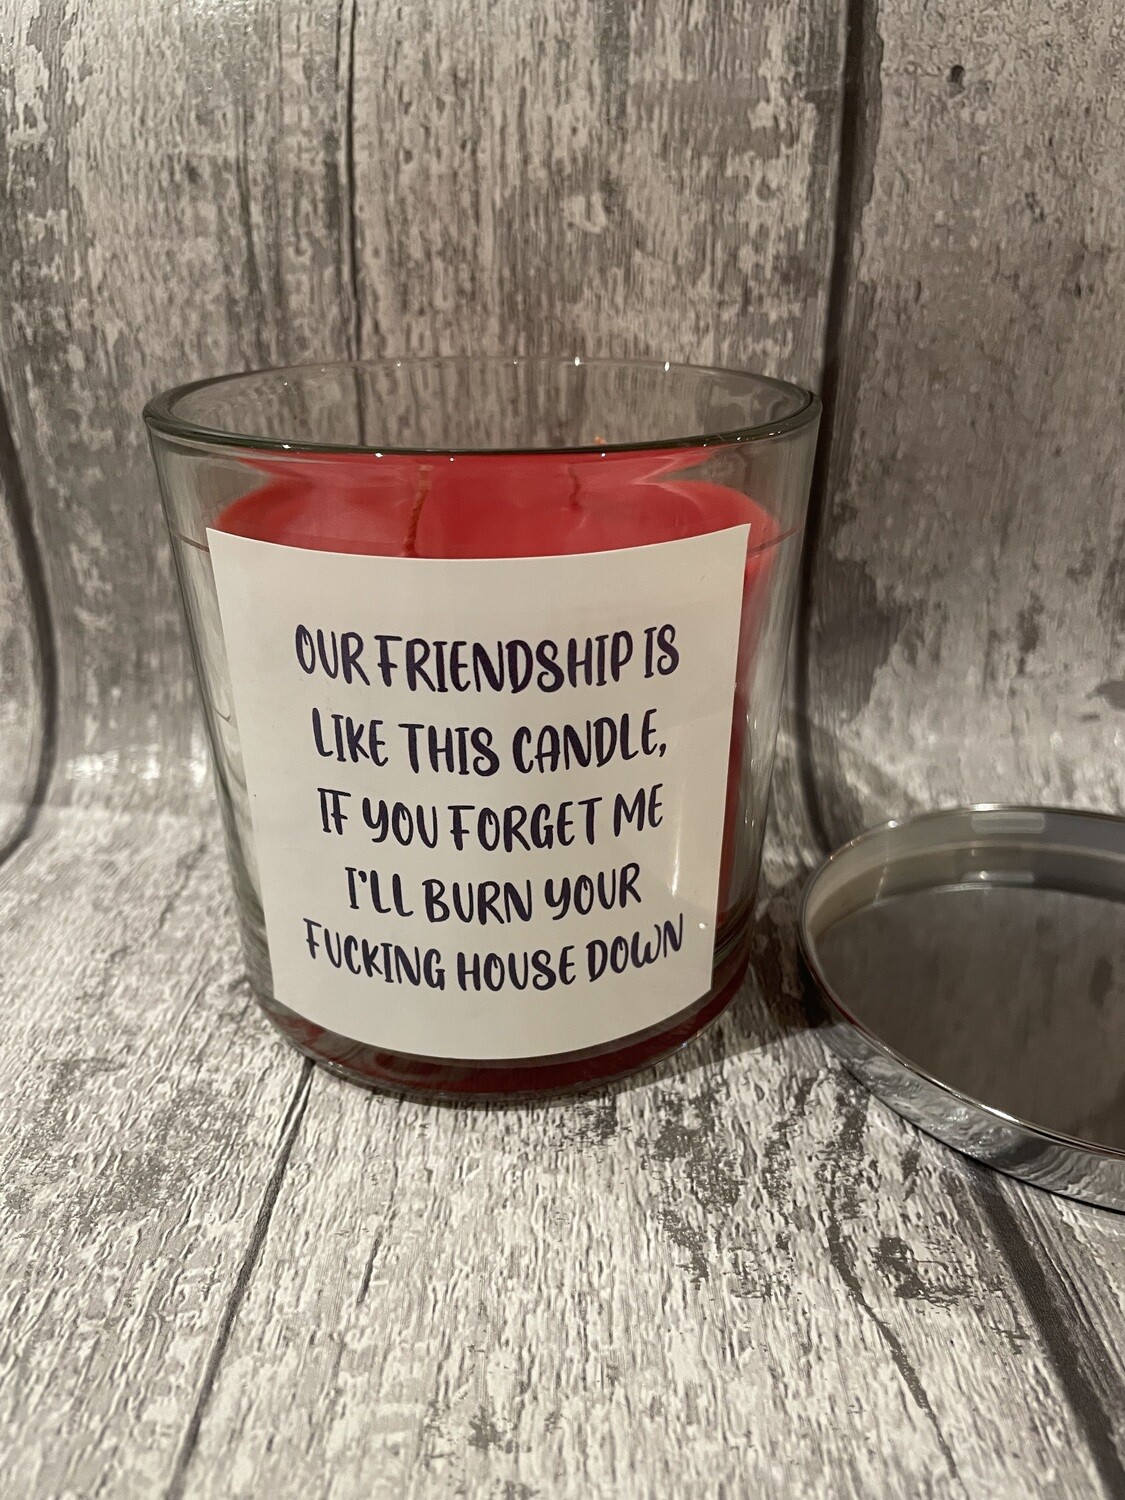 OUR FRIENDSHIP IS
LIKE THIS CANDLE,
IF YOU FORGET ME
I'LL BURN YOUR
FUCKING HOUSE DOWN